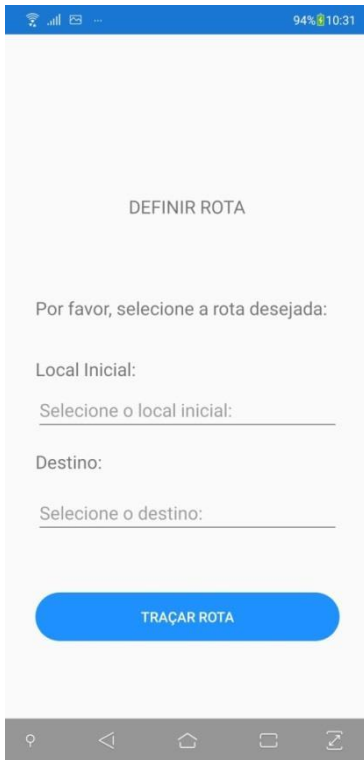 94% 10:31
DEFINIR ROTA
Por favor, selecione a rota desejada:
Local Inicial:
Selecione o local inicial:
Destino:
Selecione o destino:
TRAÇAR ROTA